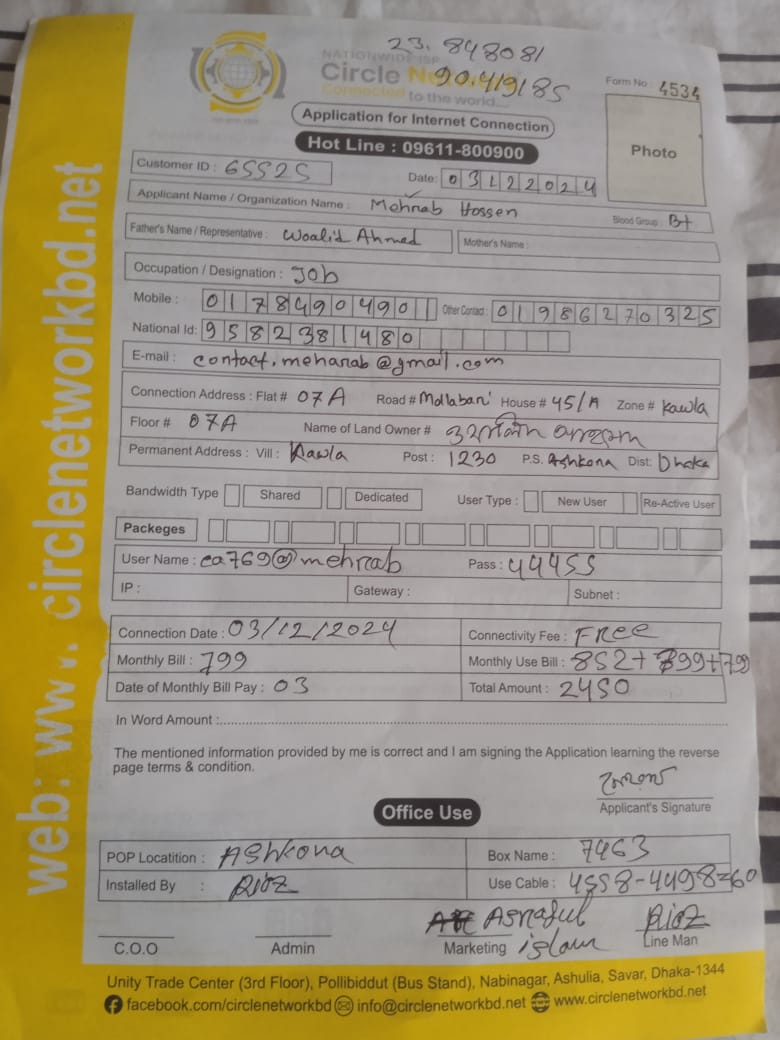 23.848081
90.419185
NATIONWIDE ISP
Circle
Connected to the world...
Form No : 4534
Application for Internet Connection
Photo
Hot Line : 09611-800900
Customer ID : 65525
Date: 03122024
Applicant Name / Organization Name : Mehrab Hossen
Blood Group : B+
Father's Name / Representative : Woalid Ahmed Mother's Name :
Occupation / Designation : Job
Mobile : 01784904901 Other Contact : 01986270325
National Id: 9582381480
E-mail : contact.mehanab@gmail.com
Connection Address : Flat # 07A Road # Mollabari House # 45/A Zone # Kawla
Floor # 07A Name of Land Owner #
Permanent Address : Vill : Kawla Post : 1230 P.S. Ashkona Dist: Dhaka
Bandwidth Type Shared Dedicated User Type : New User Re-Active User
Packeges
User Name : ca769@mehrab Pass : 44455
IP : Gateway : Subnet :
Connection Date : 03/12/2024 Connectivity Fee : FREE
Monthly Bill : 799 Monthly Use Bill : 852+799+799
Date of Monthly Bill Pay : 03 Total Amount : 2450
In Word Amount :
The mentioned information provided by me is correct and I am signing the Application learning the reverse
page terms & condition.
Applicant's Signature
Office Use
POP Locatition : Ashkona Box Name : 7463
Installed By : Rioz Use Cable : 4558-4498=60
Asraful islam Rioz
C.O.O Admin Marketing Line Man
Unity Trade Center (3rd Floor), Pollibiddut (Bus Stand), Nabinagar, Ashulia, Savar, Dhaka-1344
facebook.com/circlenetworkbd info@circlenetworkbd.net www.circlenetworkbd.net
web: www.circlenetworkbd.net